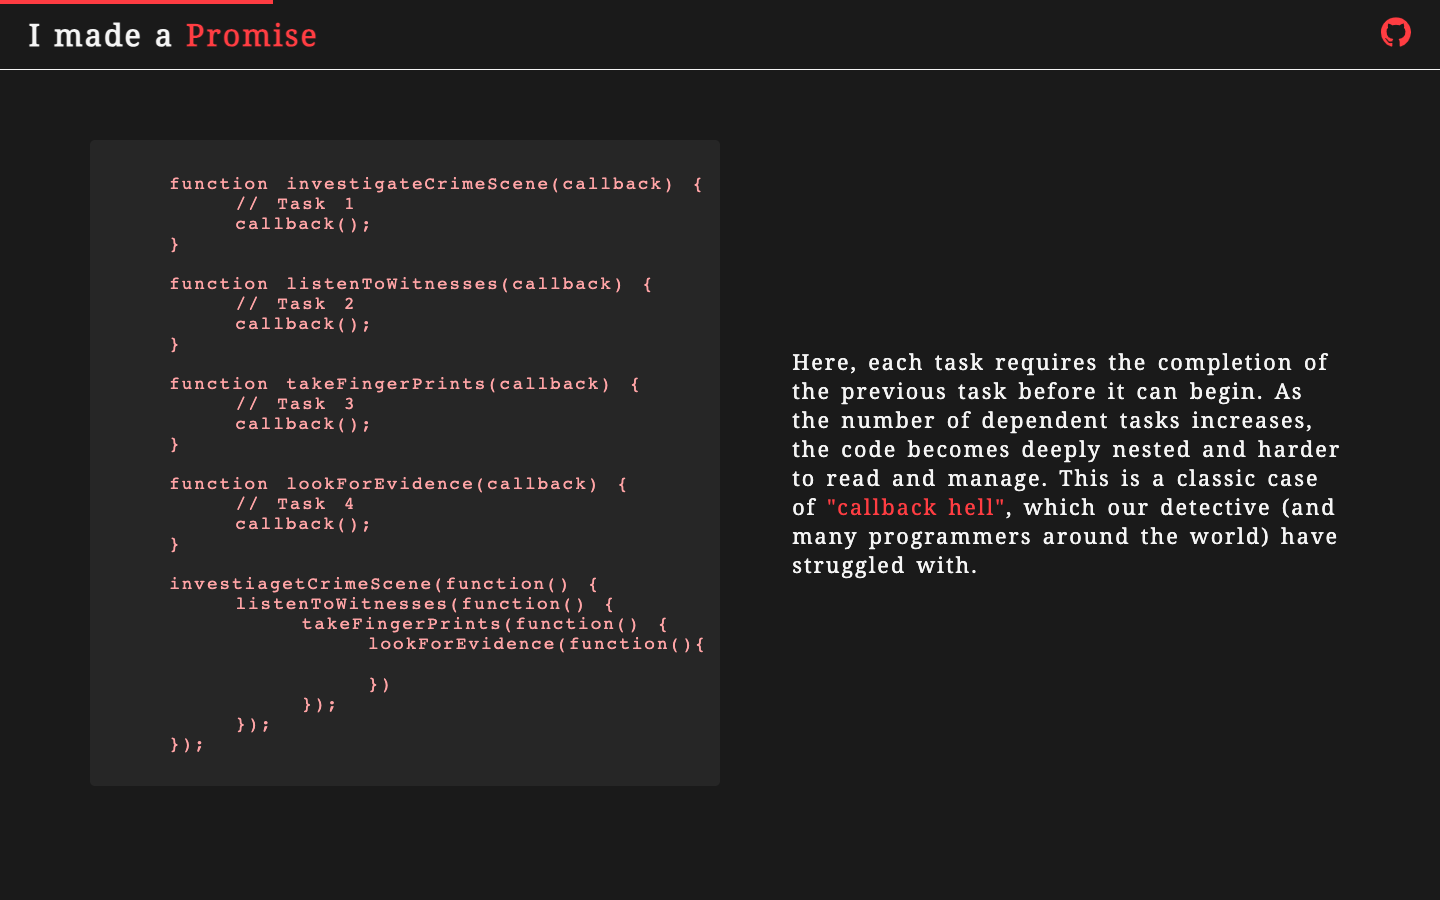 I made a Promise
function investigateCrimeScene(callback) {
// Task 1
callback();
}
function listenToWitnesses(callback) {
// Task 2
callback();
}
function takeFingerPrints(callback) {
// Task 3
callback();
}
function lookForEvidence(callback) {
// Task 4
callback();
}
investiagetCrimeScene(function() {
listenToWitnesses(function() {
takeFingerPrints(function() {
lookForEvidence(function(){
})
});
});
});
Here, each task requires the completion of
the previous task before it can begin. As
the number of dependent tasks increases,
the code becomes deeply nested and harder
to read and manage. This is a classic case
of "callback hell", which our detective (and
many programmers around the world) have
struggled with.